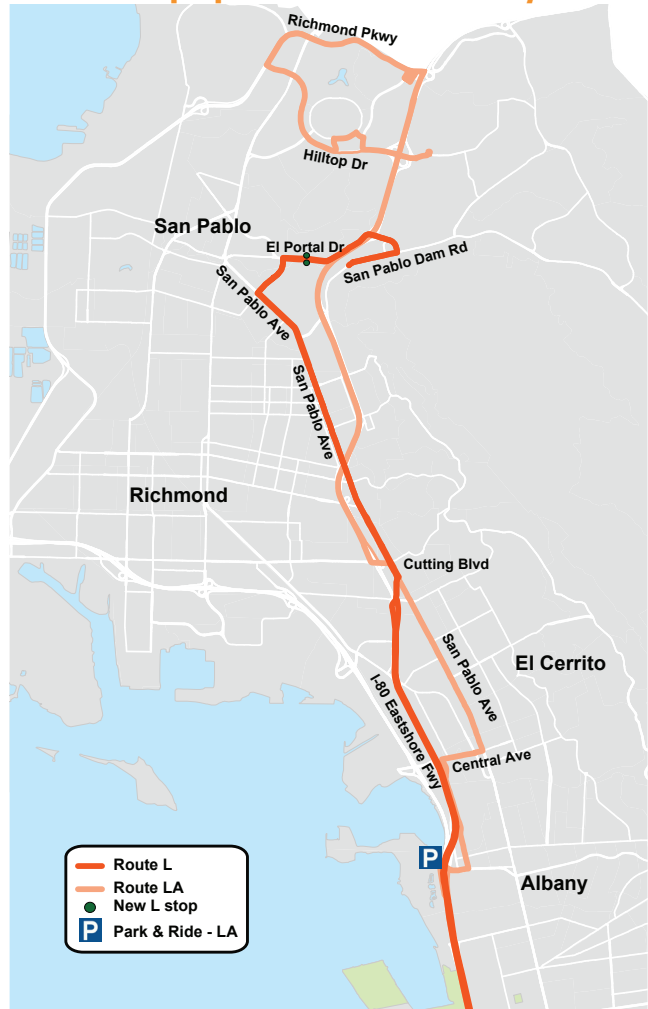 Richmond Pkwy
Hilltop Dr
San Pablo
El Portal Dr
San Pablo Dam Rd
San Pablo Ave
San Pablo Ave
Richmond
Cutting Blvd
San Pablo Ave
El Cerrito
I-80 Eastshore Fwy
Central Ave
P
Albany
Route L
Route LA
New L stop
P Park & Ride - LA